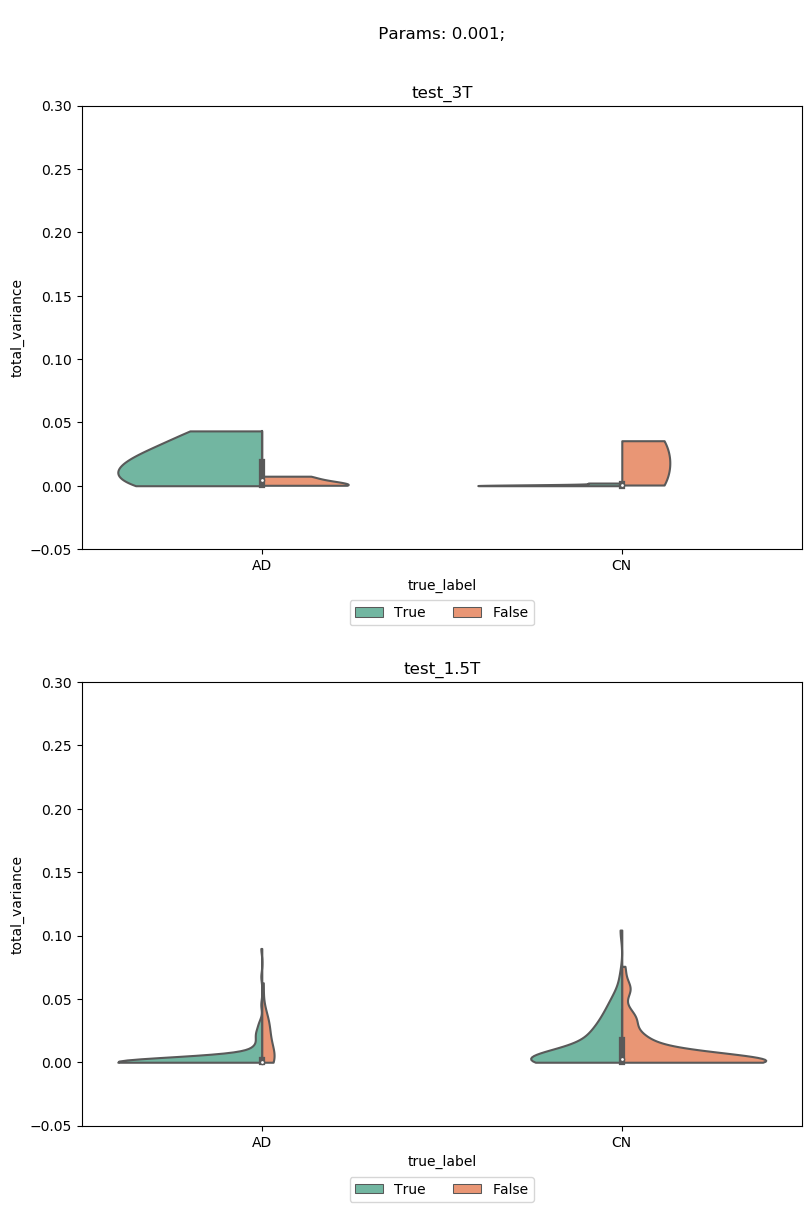 Params: 0.001;
test_3T
0.30
0.25
0.20
0.15
0.10
0.05
0.00
−0.05
total_variance
AD CN
true_label
True False
test_1.5T
0.30
0.25
0.20
0.15
0.10
0.05
0.00
−0.05
total_variance
AD CN
true_label
True False